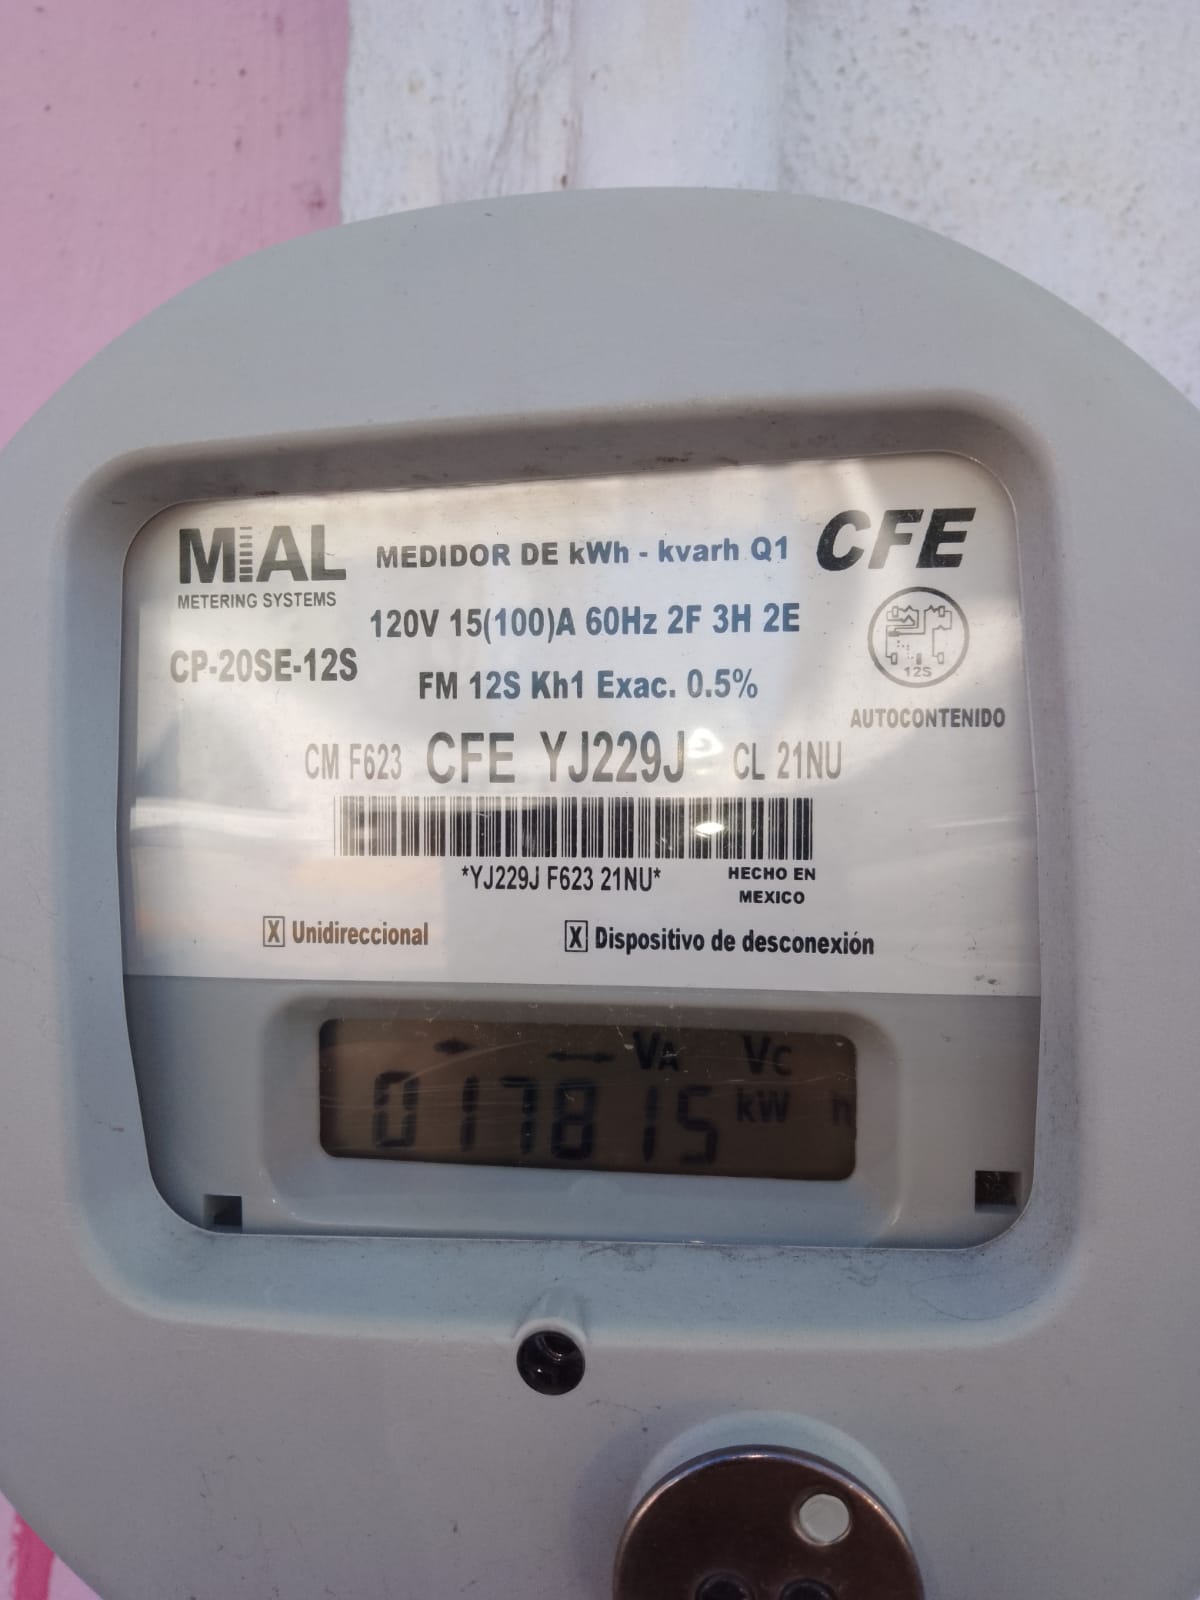 MIAL
METERING SYSTEMS
MEDIDOR DE kWh - kvarh Q1
CFE
120V 15(100)A 60Hz 2F 3H 2E
CP-20SE-12S
FM 12S Kh1 Exac. 0.5%
12S
AUTOCONTENIDO
CM F623 CFE YJ229J CL 21NU
*YJ229J F623 21NU*
HECHO EN
MEXICO
X Unidireccional
X Dispositivo de desconexión
VA VC
017815 kW h